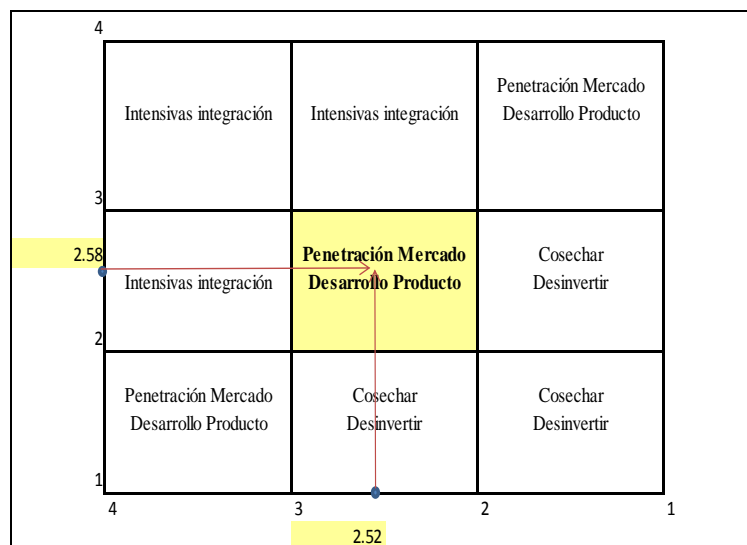 4
Intensivas integración
Intensivas integración
Penetración Mercado
Desarrollo Producto
3
2.58
Intensivas integración
Penetración Mercado
Desarrollo Producto
Cosechar
Desinvertir
2
Penetración Mercado
Desarrollo Producto
Cosechar
Desinvertir
Cosechar
Desinvertir
1
4 3 2 1
2.52